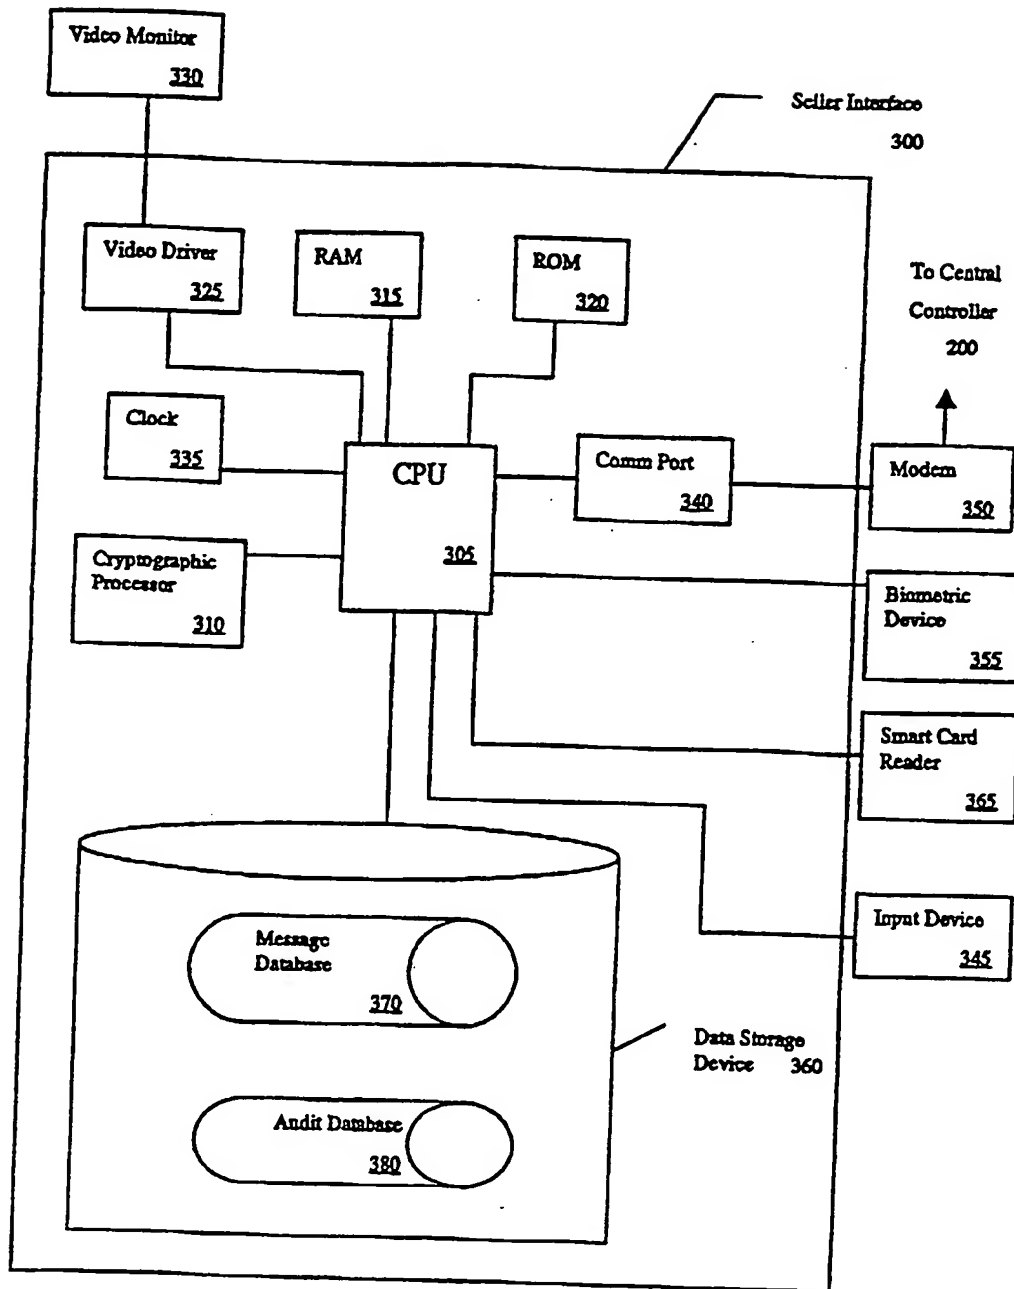 Video Monitor
330
Seller Interface
300
Video Driver
325
RAM
315
ROM
320
To Central
Controller
200
Clock
335
CPU
305
Comm Port
340
Modem
350
Cryptographic
Processor
310
Biometric
Device
355
Smart Card
Reader
365
Input Device
345
Message
Database
370
Data Storage
Device 360
Audit Database
380